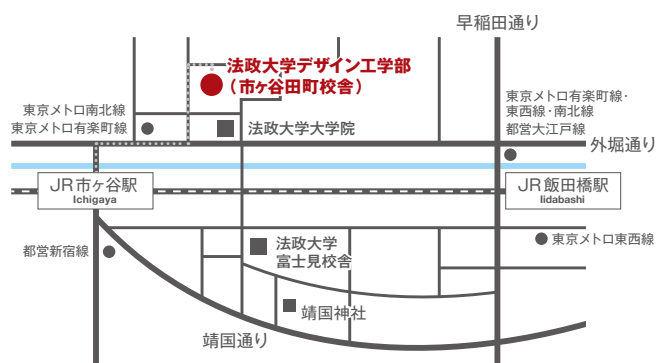 早稲田通り
法政大学デザイン工学部
（市ヶ谷田町校舎）
東京メトロ南北線
東京メトロ有楽町線
法政大学大学院
東京メトロ有楽町線・
東西線・南北線
都営大江戸線
外堀通り
JR市ヶ谷駅
Ichigaya
JR飯田橋駅
Iidabashi
都営新宿線
法政大学
富士見校舎
東京メトロ東西線
靖国神社
靖国通り